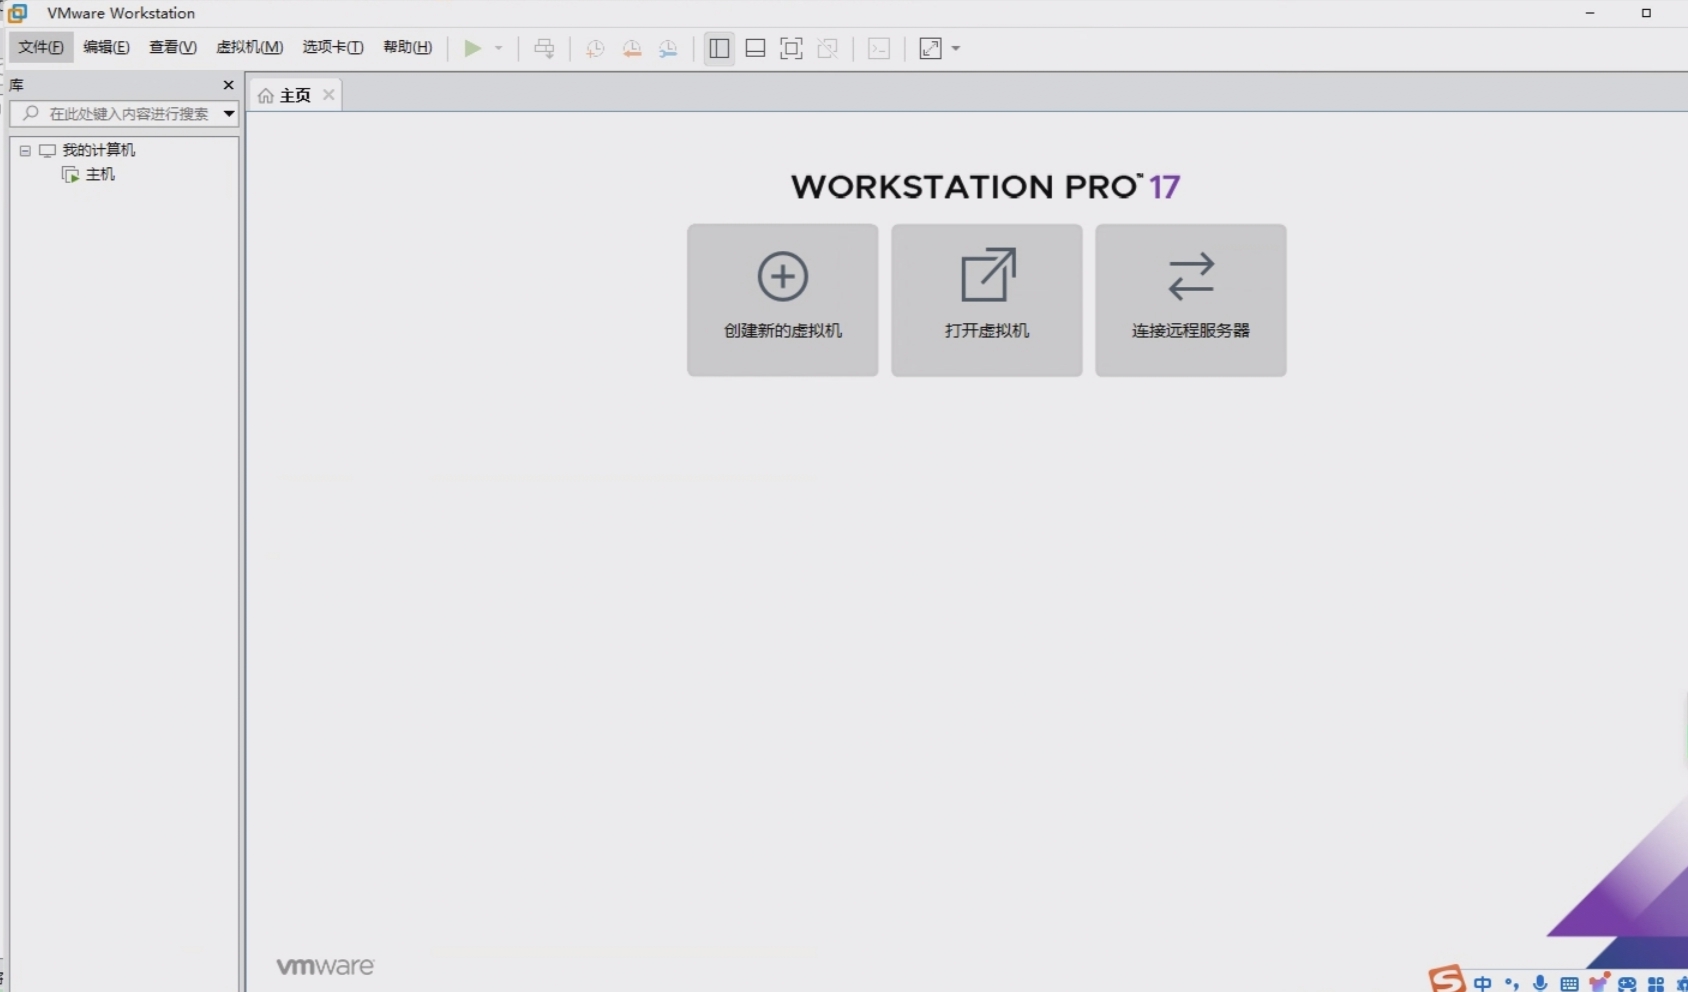 VMware Workstation
文件(F) 编辑(E) 查看(V) 虚拟机(M) 选项卡(T) 帮助(H)
库
主页
在此处键入内容进行搜索
我的计算机
主机
WORKSTATION PRO™ 17
创建新的虚拟机 打开虚拟机 连接远程服务器
vmware
S 中